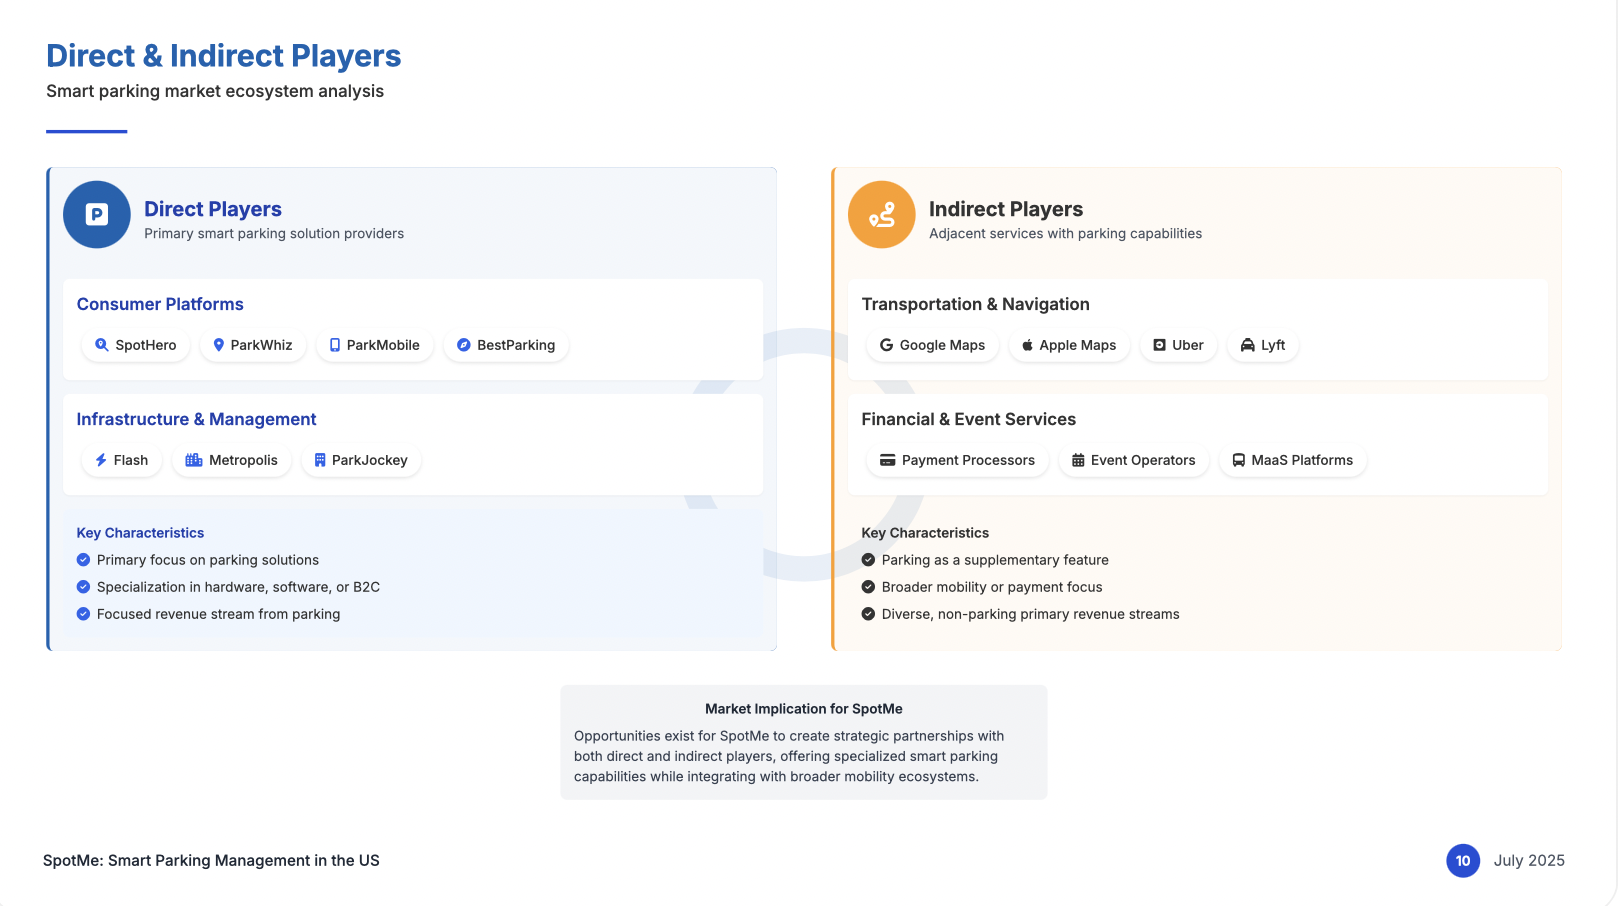 Direct & Indirect Players
Smart parking market ecosystem analysis
Direct Players
Primary smart parking solution providers
Consumer Platforms
SpotHero ParkWhiz ParkMobile BestParking
Infrastructure & Management
Flash Metropolis ParkJockey
Key Characteristics
Primary focus on parking solutions
Specialization in hardware, software, or B2C
Focused revenue stream from parking
Indirect Players
Adjacent services with parking capabilities
Transportation & Navigation
Google Maps Apple Maps Uber Lyft
Financial & Event Services
Payment Processors Event Operators MaaS Platforms
Key Characteristics
Parking as a supplementary feature
Broader mobility or payment focus
Diverse, non-parking primary revenue streams
Market Implication for SpotMe
Opportunities exist for SpotMe to create strategic partnerships with
both direct and indirect players, offering specialized smart parking
capabilities while integrating with broader mobility ecosystems.
SpotMe: Smart Parking Management in the US
10 July 2025